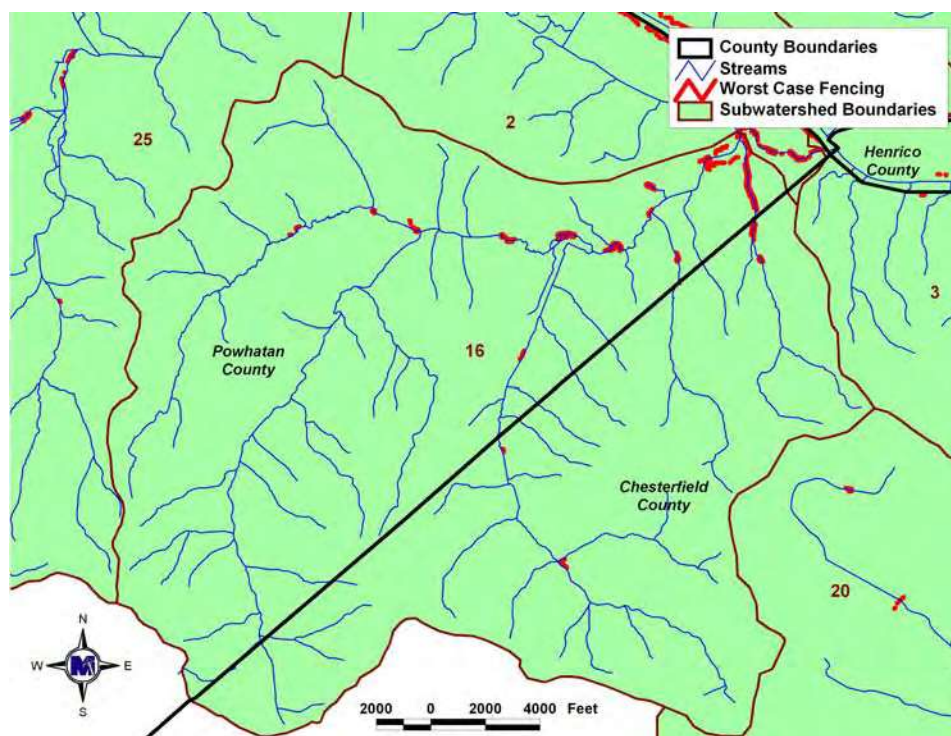 County Boundaries
Streams
Worst Case Fencing
Subwatershed Boundaries
2
25
Henrico
County
3
16
Powhatan
County
Chesterfield
County
20
N
W
M
E
S
2000 0 2000 4000 Feet